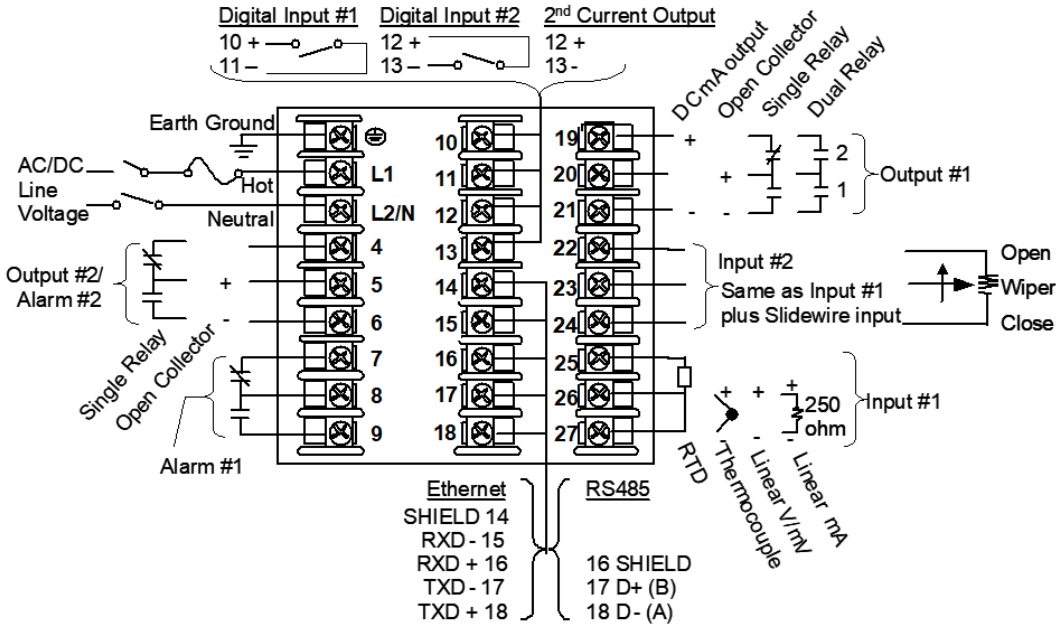 Digital Input #1
10 +
11 –
Digital Input #2
12 +
13 –
2nd Current Output
12 +
13 -
DC mA output
Open Collector
Single Relay
Dual Relay
Earth Ground
AC/DC
Line
Voltage
Hot
Neutral
L1
L2/N
4
5
6
7
8
9
10
11
12
13
14
15
16
17
18
19
20
21
22
23
24
25
26
27
+
+
2
1
-
-
Output #1
Output #2/
Alarm #2
+
-
Single Relay
Open Collector
Alarm #1
Input #2
Same as Input #1
plus Slidewire input
Open
Wiper
Close
+
+
+
250
ohm
-
-
-
Input #1
RTD
Thermocouple
Linear V/mV
Linear mA
Ethernet
SHIELD 14
RXD - 15
RXD + 16
TXD - 17
TXD + 18
RS485
16 SHIELD
17 D+ (B)
18 D- (A)